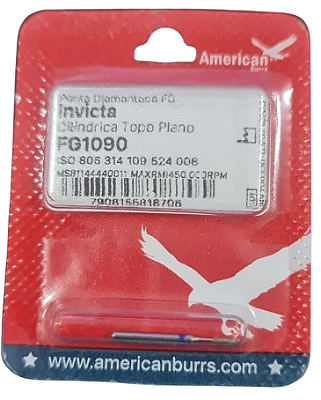 American
Burrs
Ponta Diamantada FG
Invicta
Cilíndrica Topo Plano
FG1090
ISO 806 314 109 524 008
MS81144440011 MAXRMI450.000RPM
7908156818706
www.americanburrs.com